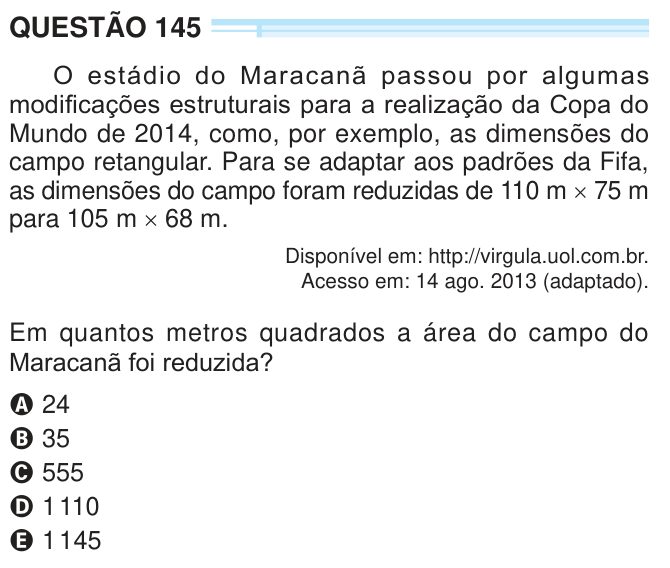 QUESTÃO 145
O estádio do Maracanã passou por algumas
modificações estruturais para a realização da Copa do
Mundo de 2014, como, por exemplo, as dimensões do
campo retangular. Para se adaptar aos padrões da Fifa,
as dimensões do campo foram reduzidas de 110 m × 75 m
para 105 m × 68 m.
Disponível em: http://virgula.uol.com.br.
Acesso em: 14 ago. 2013 (adaptado).
Em quantos metros quadrados a área do campo do
Maracanã foi reduzida?
A 24
B 35
C 555
D 1 110
E 1 145